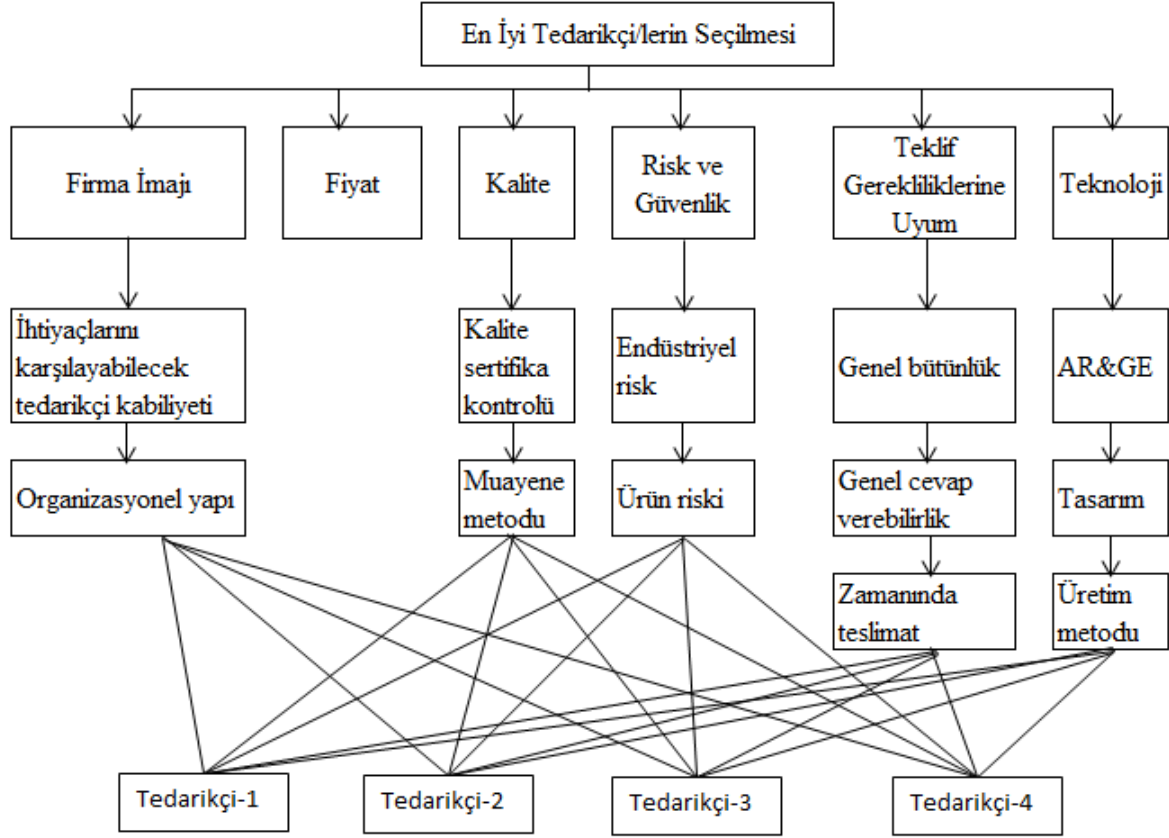 En İyi Tedarikçi/lerin Seçilmesi
Firma İmajı
Fiyat
Kalite
Risk ve
Güvenlik
Teklif
Gerekliliklerine
Uyum
Teknoloji
İhtiyaçlarını
karşılayabilecek
tedarikçi kabiliyeti
Kalite
sertifika
kontrolü
Endüstriyel
risk
Genel bütünlük
AR&GE
Organizasyonel yapı
Muayene
metodu
Ürün riski
Genel cevap
verebilirlik
Tasarım
Zamanında
teslimat
Üretim
metodu
Tedarikçi-1
Tedarikçi-2
Tedarikçi-3
Tedarikçi-4